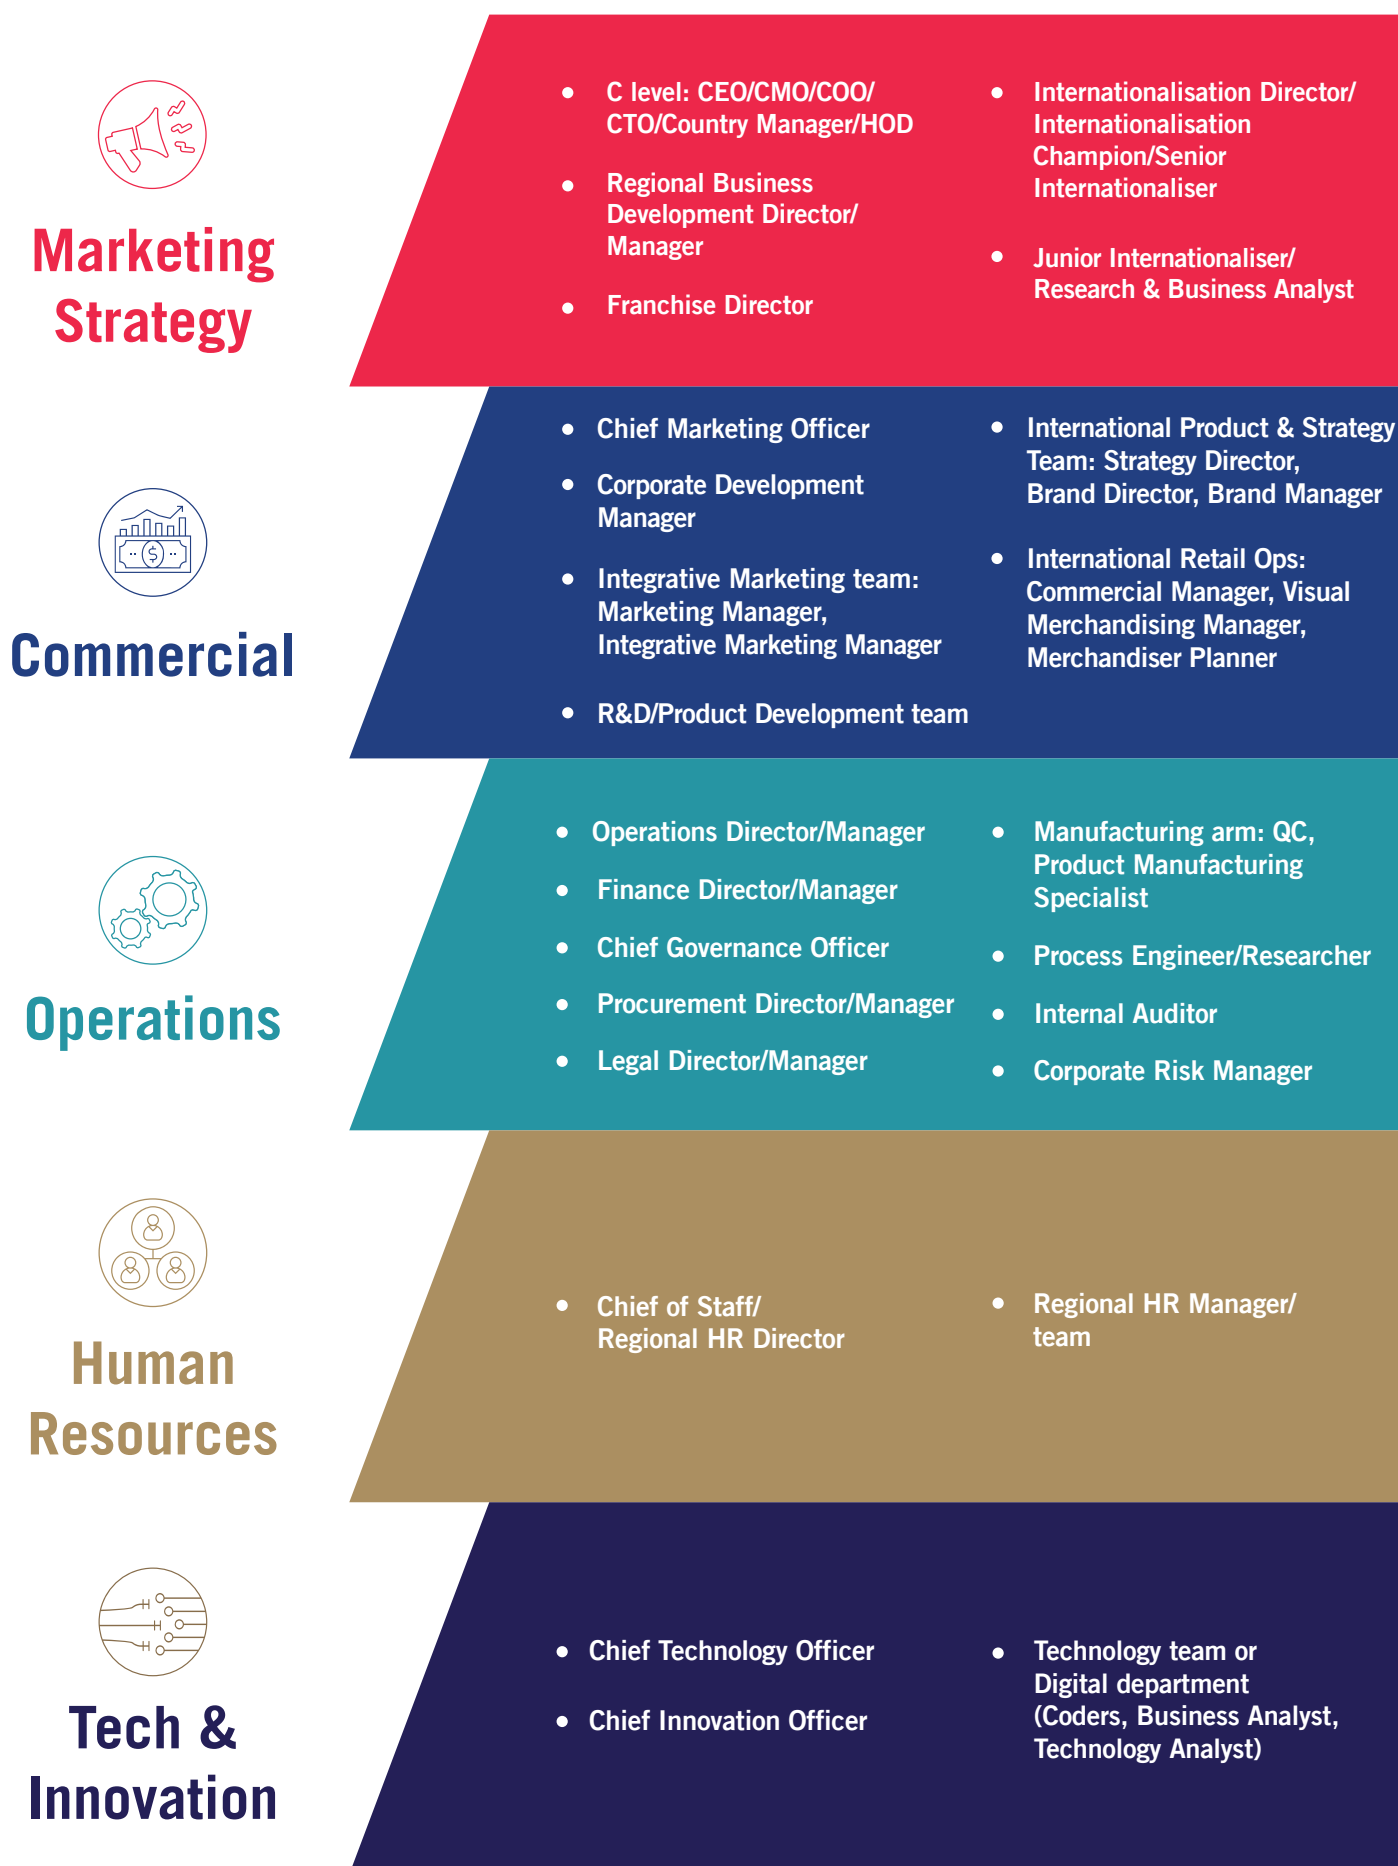 Marketing
Strategy
• C level: CEO/CMO/COO/
CTO/Country Manager/HOD
• Regional Business
Development Director/
Manager
• Franchise Director
• Internationalisation Director/
Internationalisation
Champion/Senior
Internationaliser
• Junior Internationaliser/
Research & Business Analyst
Commercial
• Chief Marketing Officer
• Corporate Development
Manager
• Integrative Marketing team:
Marketing Manager,
Integrative Marketing Manager
• R&D/Product Development team
• International Product & Strategy
Team: Strategy Director,
Brand Director, Brand Manager
• International Retail Ops:
Commercial Manager, Visual
Merchandising Manager,
Merchandiser Planner
Operations
• Operations Director/Manager
• Finance Director/Manager
• Chief Governance Officer
• Procurement Director/Manager
• Legal Director/Manager
• Manufacturing arm: QC,
Product Manufacturing
Specialist
• Process Engineer/Researcher
• Internal Auditor
• Corporate Risk Manager
Human
Resources
• Chief of Staff/
Regional HR Director
• Regional HR Manager/
team
Tech &
Innovation
• Chief Technology Officer
• Chief Innovation Officer
• Technology team or
Digital department
(Coders, Business Analyst,
Technology Analyst)